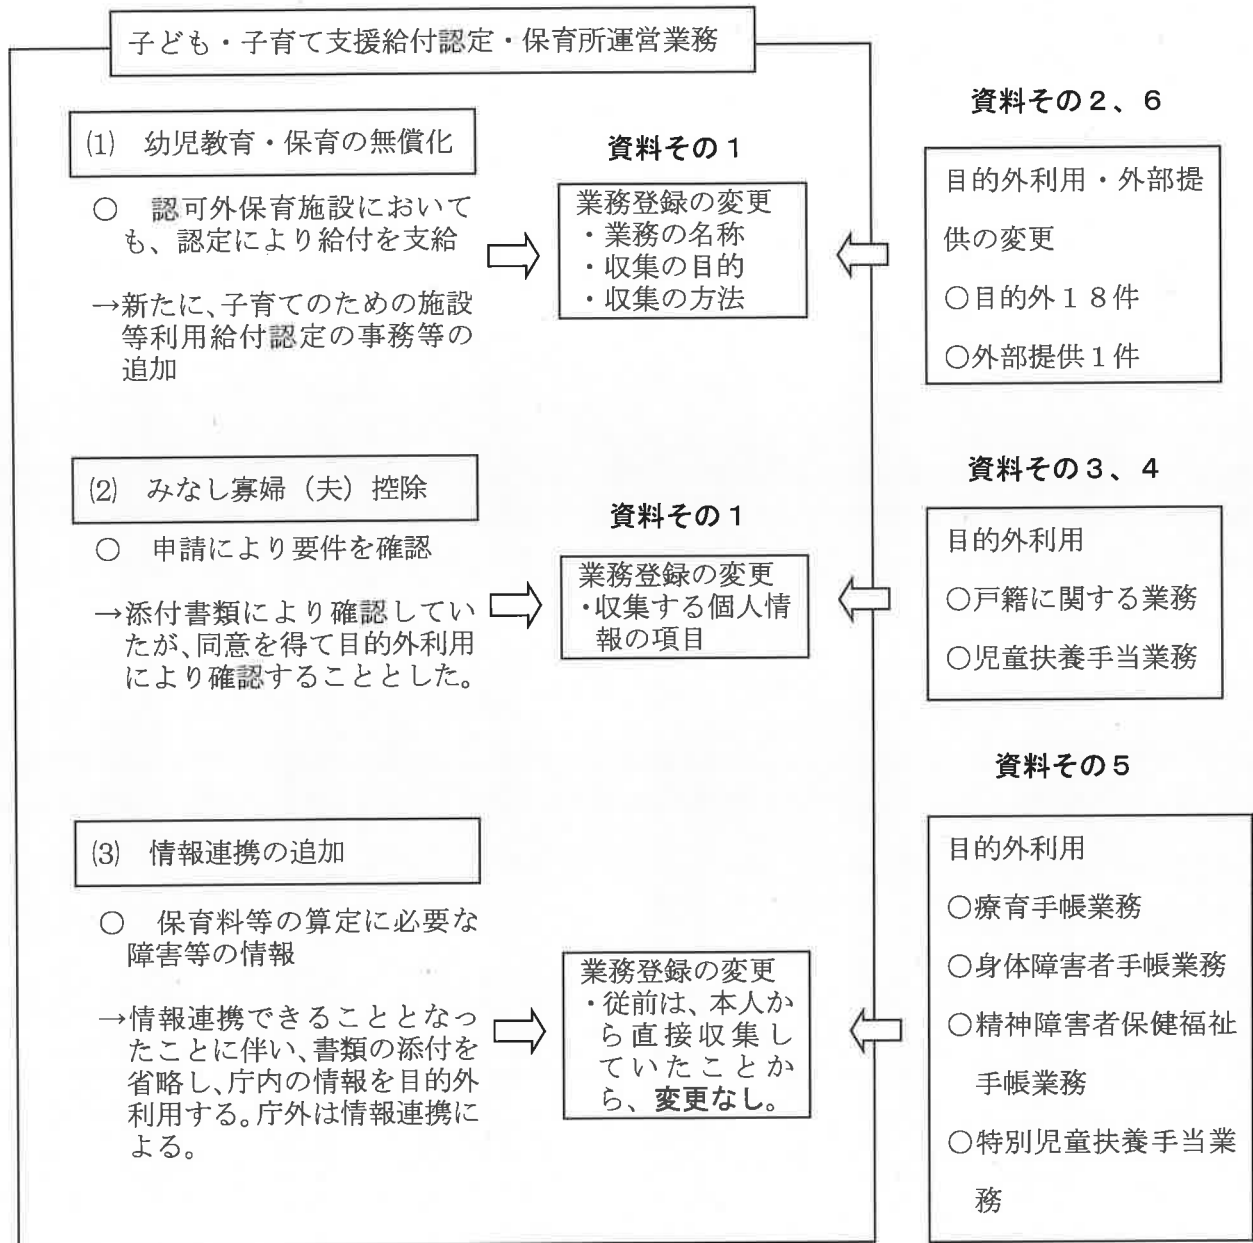 子ども・子育て支援給付認定・保育所運営業務
⑴　幼児教育・保育の無償化
○　認可外保育施設において
も、認定により給付を支給
→新たに、子育てのための施設
等利用給付認定の事務等の
追加
資料その１
業務登録の変更
・業務の名称
・収集の目的
・収集の方法
資料その２、６
目的外利用・外部提
供の変更
○目的外１８件
○外部提供１件
⑵　みなし寡婦（夫）控除
○　申請により要件を確認
→添付書類により確認してい
たが、同意を得て目的外利用
により確認することとした。
資料その１
業務登録の変更
・収集する個人情
報の項目
資料その３、４
目的外利用
○戸籍に関する業務
○児童扶養手当業務
⑶　情報連携の追加
○　保育料等の算定に必要な
障害等の情報
→情報連携できることとなっ
たことに伴い、書類の添付を
省略し、庁内の情報を目的外
利用する。庁外は情報連携に
よる。
業務登録の変更
・従前は、本人か
ら直接収集し
ていたことか
ら、変更なし。
資料その５
目的外利用
○療育手帳業務
○身体障害者手帳業務
○精神障害者保健福祉
手帳業務
○特別児童扶養手当業
務